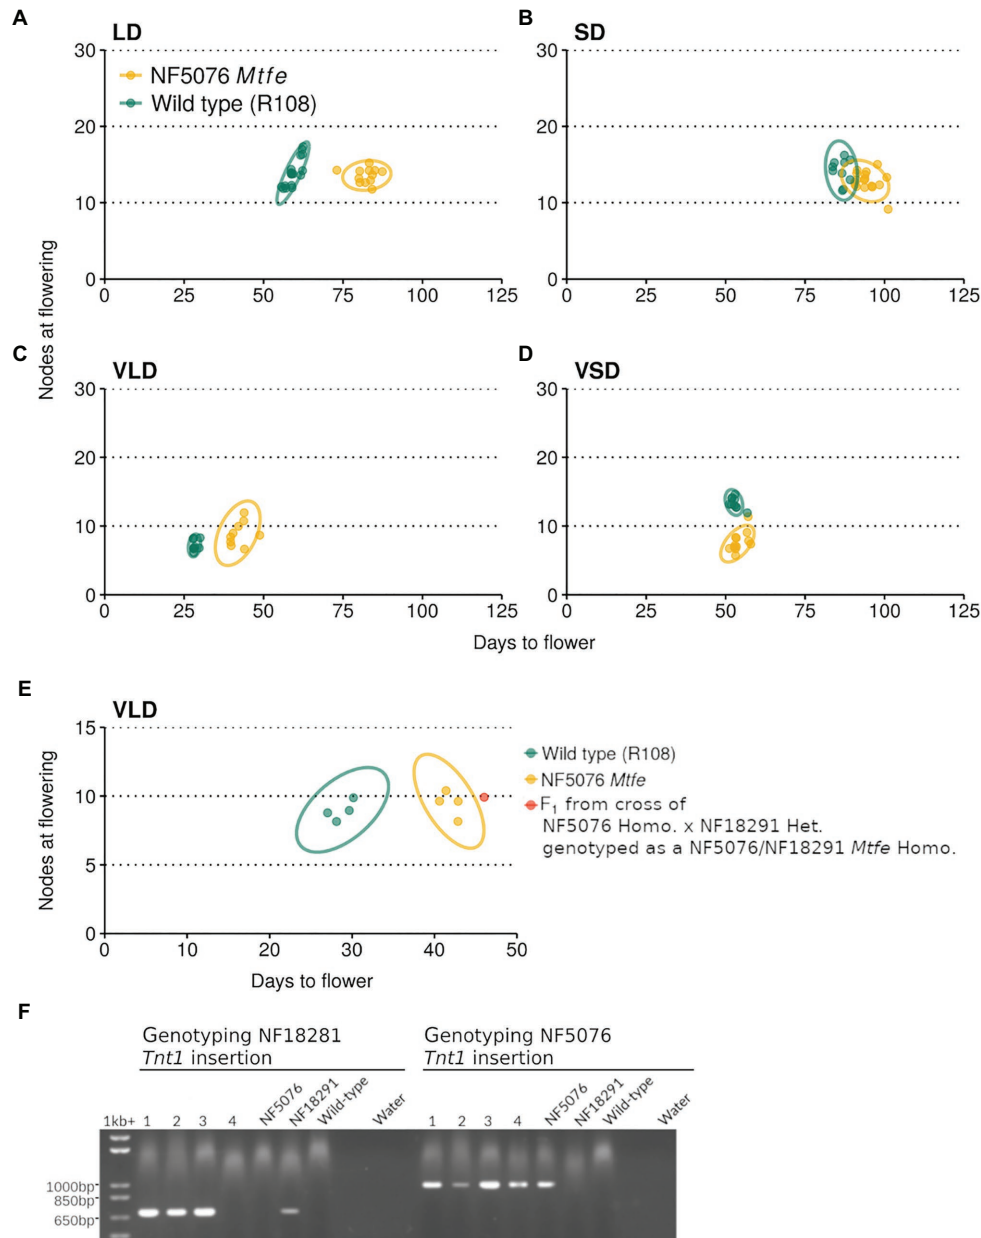 A
LD
30
20
10
0
0 25 50 75 100 125
NF5076 Mtfe
Wild type (R108)
B
SD
30
20
10
0
0 25 50 75 100 125
Nodes at flowering
C
VLD
30
20
10
0
0 25 50 75 100 125
D
VSD
30
20
10
0
0 25 50 75 100 125
Days to flower
E
VLD
15
10
5
0
0 10 20 30 40 50
Nodes at flowering
Days to flower
Wild type (R108)
NF5076 Mtfe
F1 from cross of
NF5076 Homo. x NF18291 Het.
genotyped as a NF5076/NF18291 Mtfe Homo.
F
Genotyping NF18281
Tnt1 insertion
Genotyping NF5076
Tnt1 insertion
1kb+ 1 2 3 4 NF5076 NF18291 Wild-type Water
1 2 3 4 NF5076 NF18291 Wild-type Water
1000bp
850bp
650bp